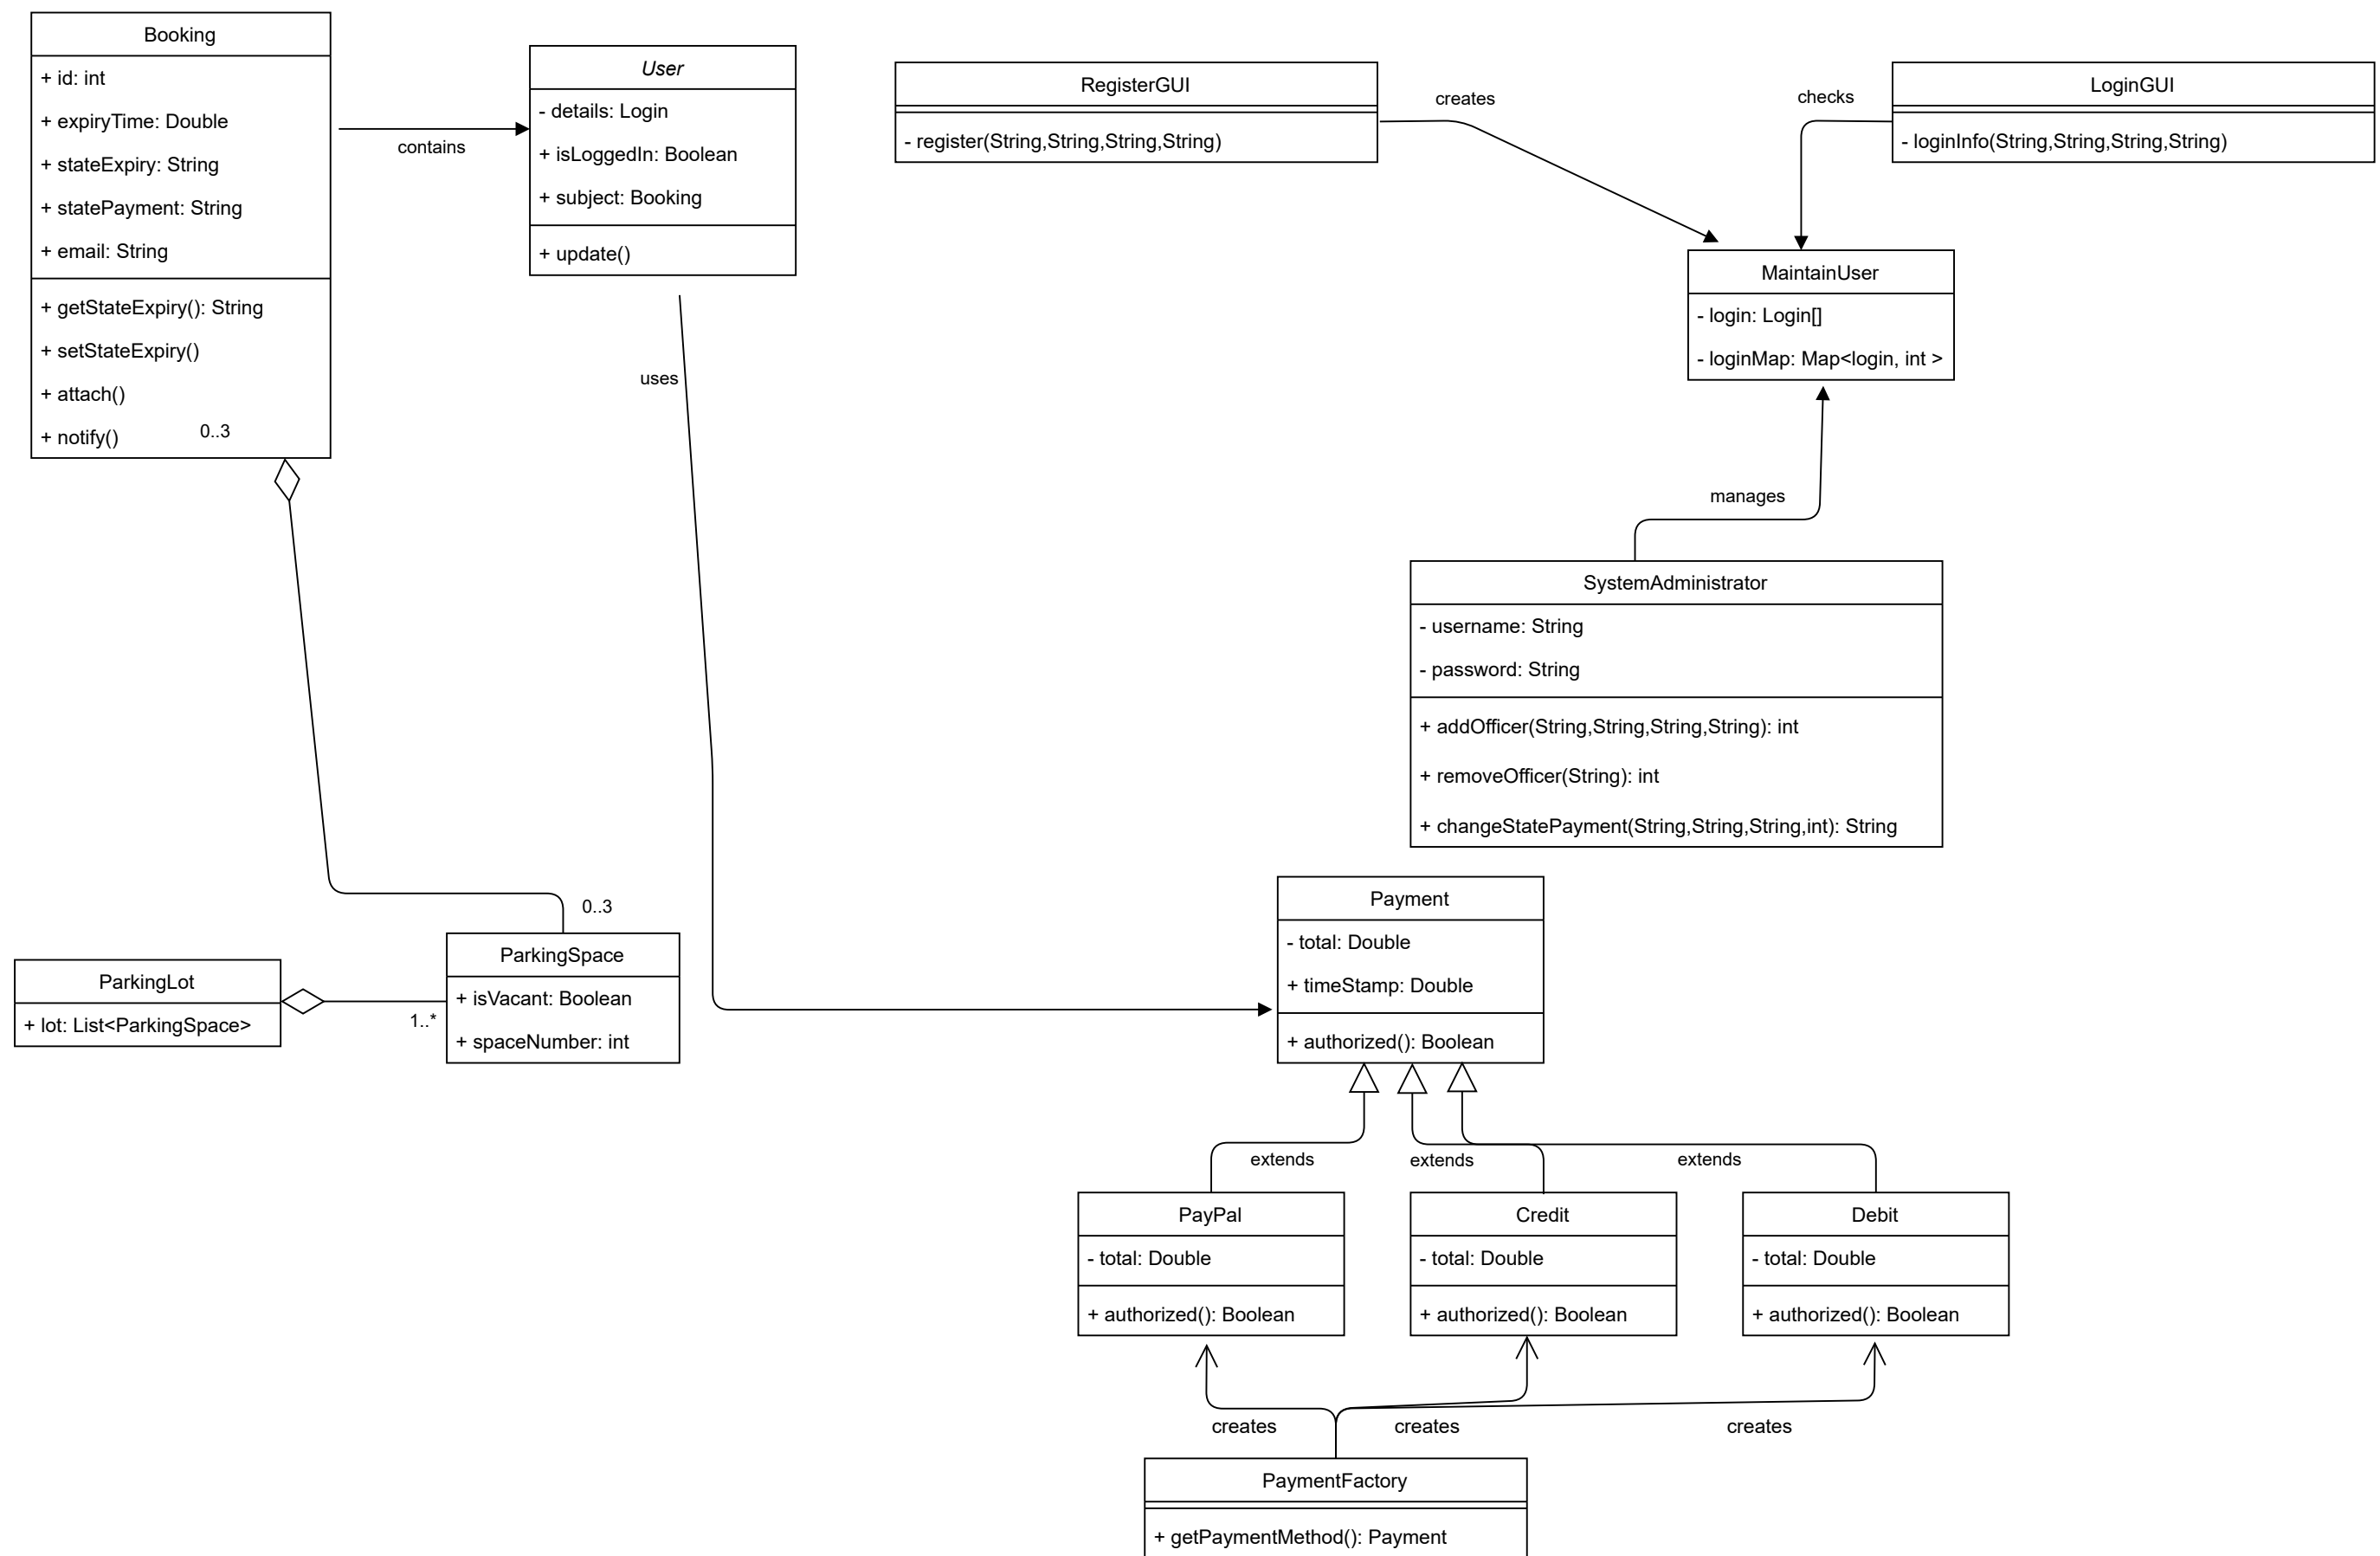 Booking
+ id: int
+ expiryTime: Double
+ stateExpiry: String
+ statePayment: String
+ email: String
+ getStateExpiry(): String
+ setStateExpiry()
+ attach()
+ notify()
0..3
contains
User
- details: Login
+ isLoggedIn: Boolean
+ subject: Booking
+ update()
uses
RegisterGUI
- register(String,String,String,String)
creates
LoginGUI
- loginInfo(String,String,String,String)
checks
MaintainUser
- login: Login[]
- loginMap: Map<login, int >
manages
SystemAdministrator
- username: String
- password: String
+ addOfficer(String,String,String,String): int
+ removeOfficer(String): int
+ changeStatePayment(String,String,String,int): String
ParkingLot
+ lot: List<ParkingSpace>
1..*
0..3
ParkingSpace
+ isVacant: Boolean
+ spaceNumber: int
Payment
- total: Double
+ timeStamp: Double
+ authorized(): Boolean
extends
extends
extends
PayPal
- total: Double
+ authorized(): Boolean
Credit
- total: Double
+ authorized(): Boolean
Debit
- total: Double
+ authorized(): Boolean
creates
creates
creates
PaymentFactory
+ getPaymentMethod(): Payment